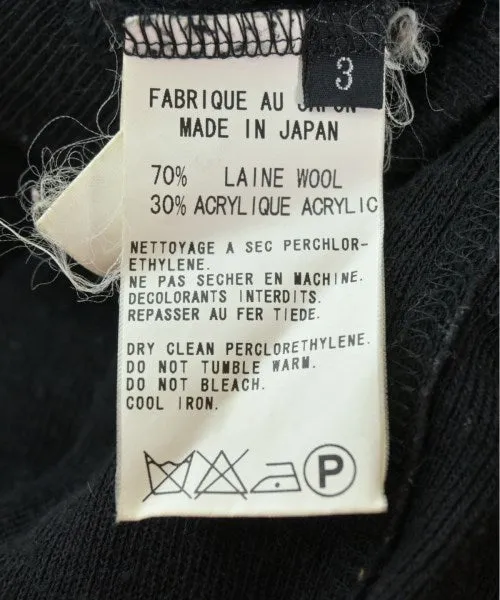 3
FABRIQUE AU JAPON
MADE IN JAPAN
70% LAINE WOOL
30% ACRYLIQUE ACRYLIC
NETTOYAGE A SEC PERCHLOR-
ETHYLENE.
NE PAS SECHER EN MACHINE.
DECOLORANTS INTERDITS.
REPASSER AU FER TIEDE.
DRY CLEAN PERCLORETHYLENE.
DO NOT TUMBLE WARM.
DO NOT BLEACH.
COOL IRON.
P